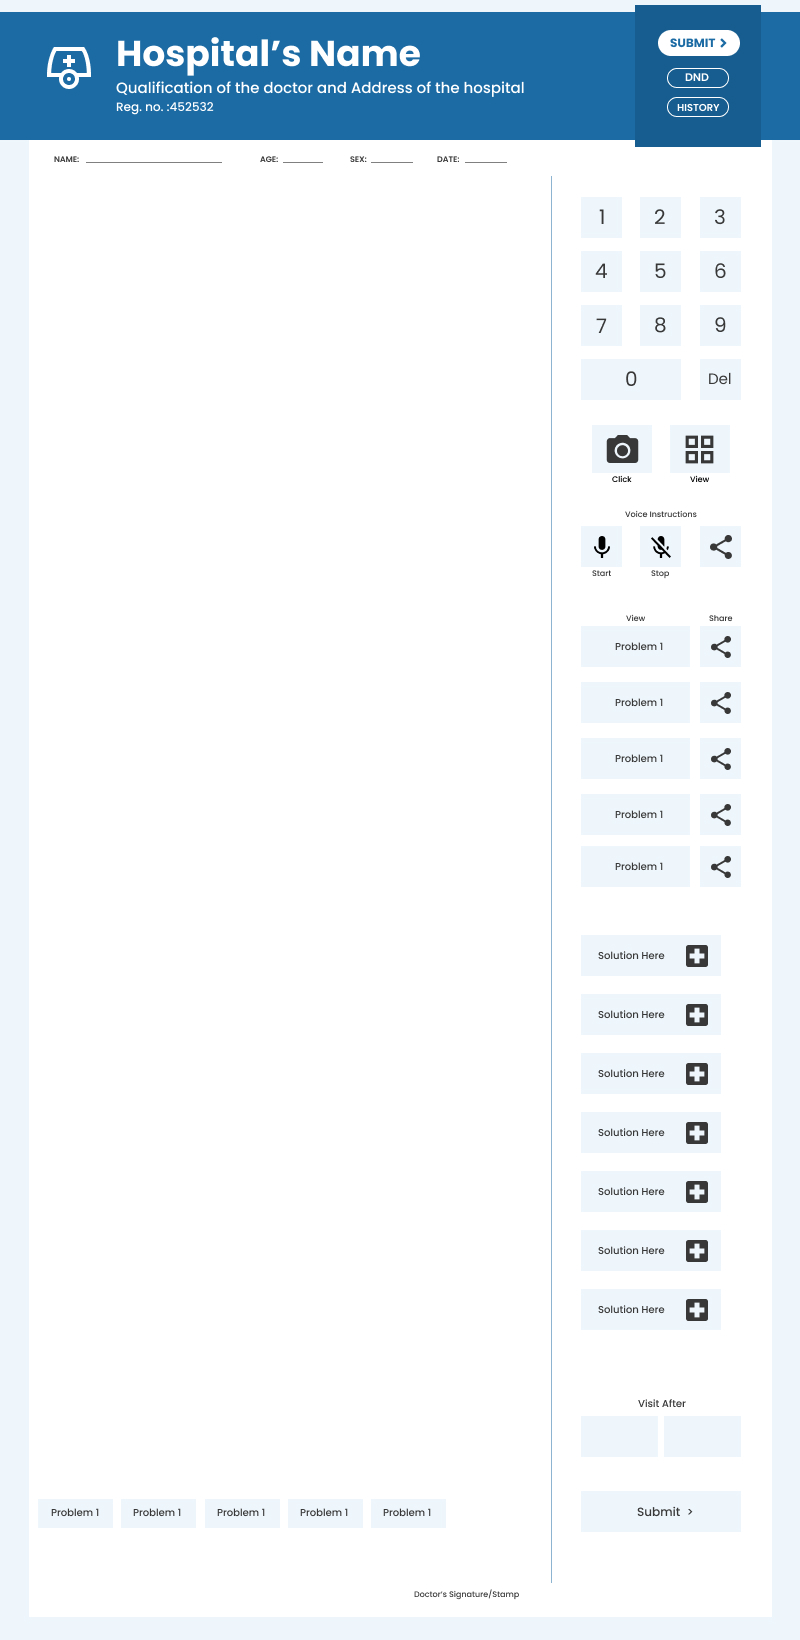 Hospital's Name
Qualification of the doctor and Address of the hospital
Reg. no. :452532
SUBMIT >
DND
HISTORY
NAME: AGE: SEX: DATE:
1 2 3
4 5 6
7 8 9
0 Del
Click View
Voice Instructions
Start Stop
View Share
Problem 1
Problem 1
Problem 1
Problem 1
Problem 1
Solution Here
Solution Here
Solution Here
Solution Here
Solution Here
Solution Here
Solution Here
Visit After
Problem 1 Problem 1 Problem 1 Problem 1 Problem 1
Submit >
Doctor's Signature/Stamp